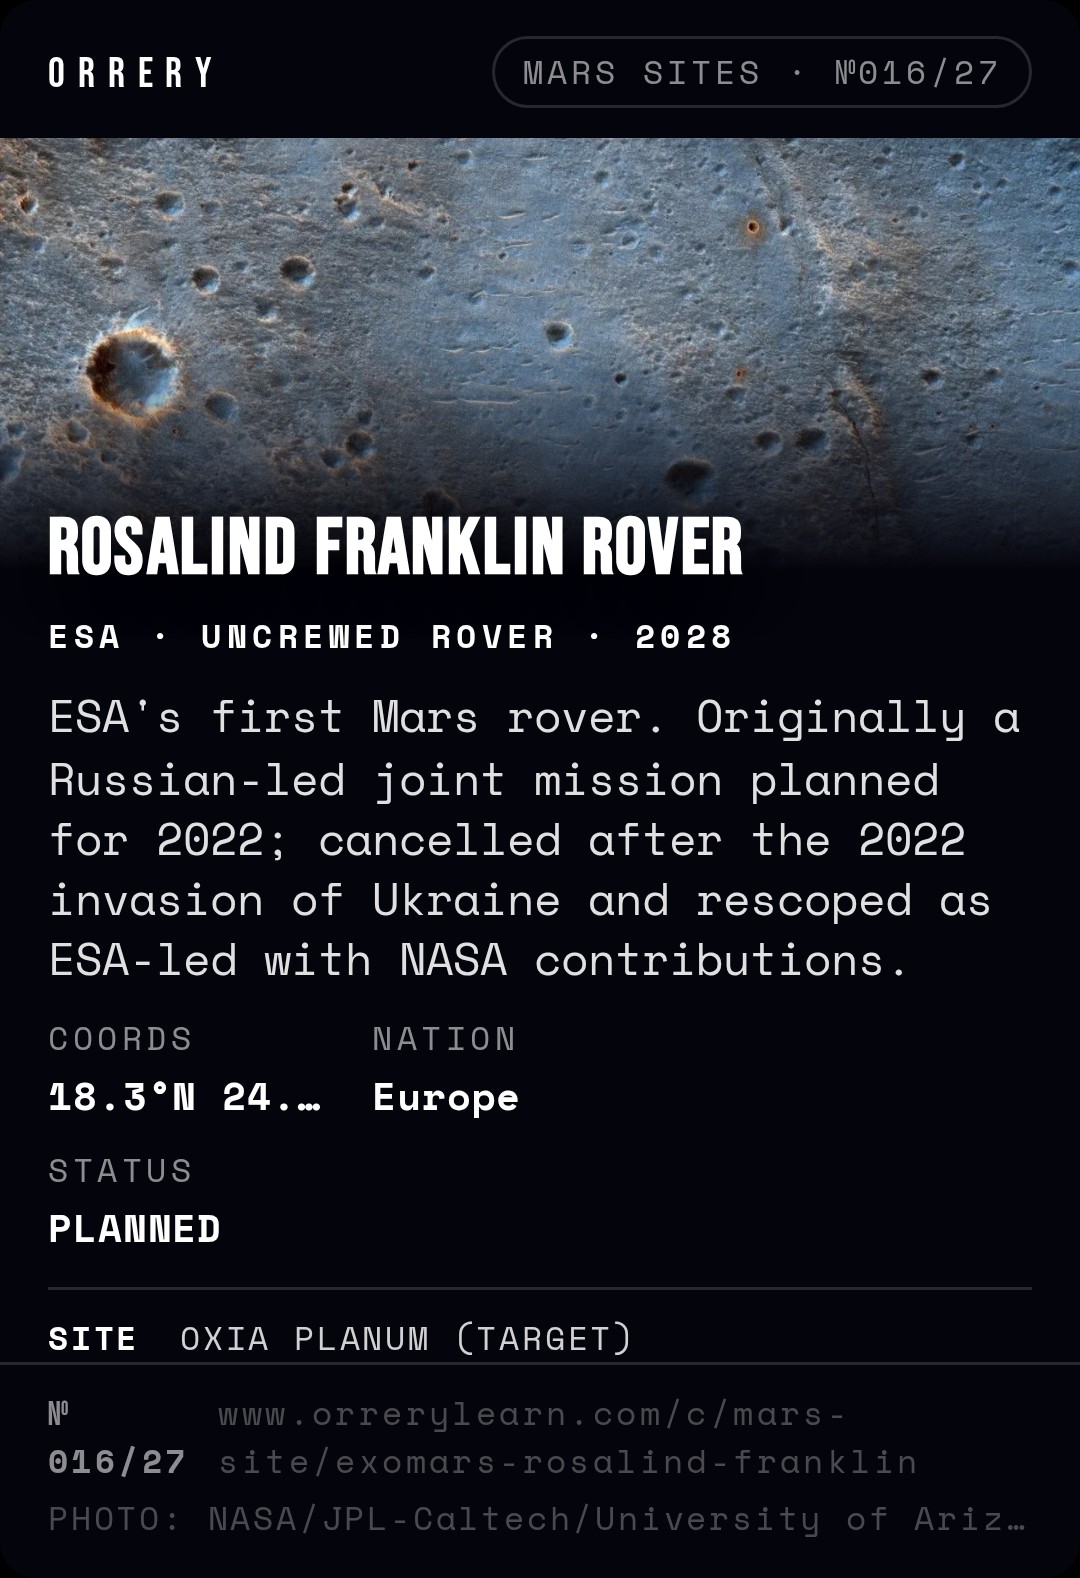 ORRERY
MARS SITES · №016/27
ROSALIND FRANKLIN ROVER
ESA · UNCREWED ROVER · 2028
ESA's first Mars rover. Originally a
Russian-led joint mission planned
for 2022; cancelled after the 2022
invasion of Ukraine and rescoped as
ESA-led with NASA contributions.
COORDS NATION
18.3°N 24.… Europe
STATUS
PLANNED
SITE OXIA PLANUM (TARGET)
№ www.orrerylearn.com/c/mars-
016/27 site/exomars-rosalind-franklin
PHOTO: NASA/JPL-Caltech/University of Ariz…